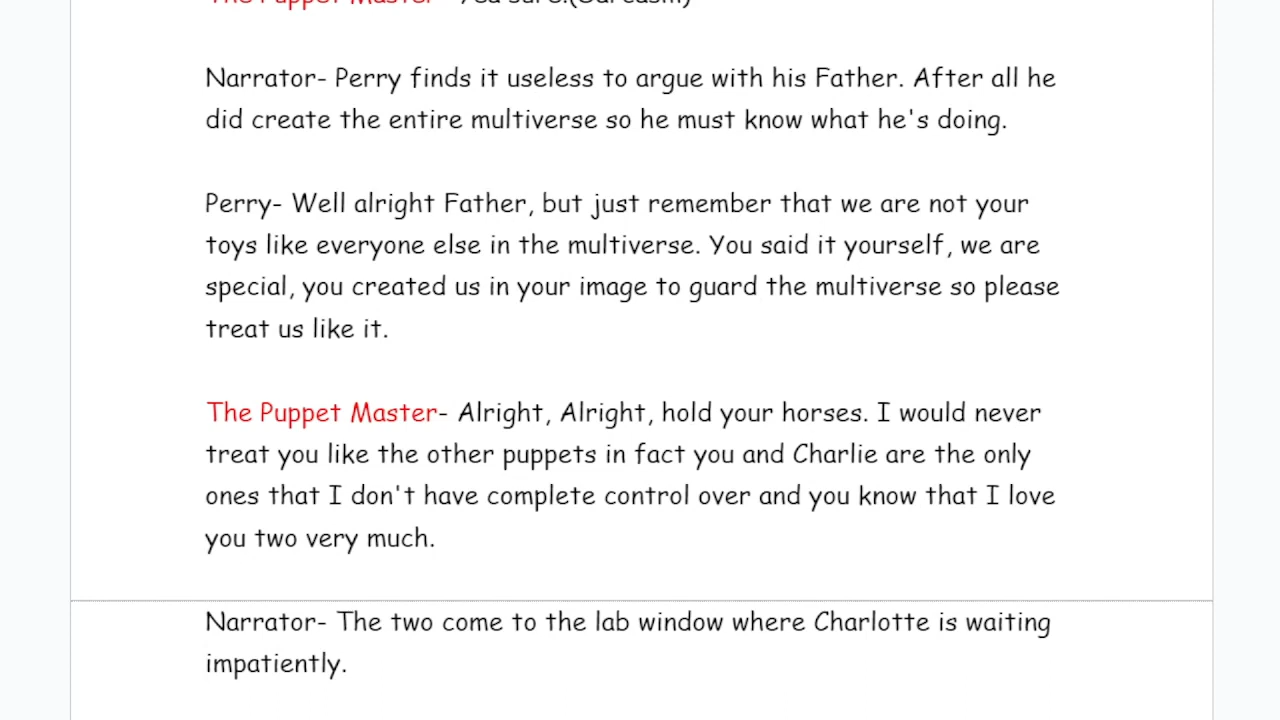 The Puppet Master- Yea sure.(Sarcasm)
Narrator- Perry finds it useless to argue with his Father. After all he
did create the entire multiverse so he must know what he's doing.
Perry- Well alright Father, but just remember that we are not your
toys like everyone else in the multiverse. You said it yourself, we are
special, you created us in your image to guard the multiverse so please
treat us like it.
The Puppet Master- Alright, Alright, hold your horses. I would never
treat you like the other puppets in fact you and Charlie are the only
ones that I don't have complete control over and you know that I love
you two very much.
Narrator- The two come to the lab window where Charlotte is waiting
impatiently.